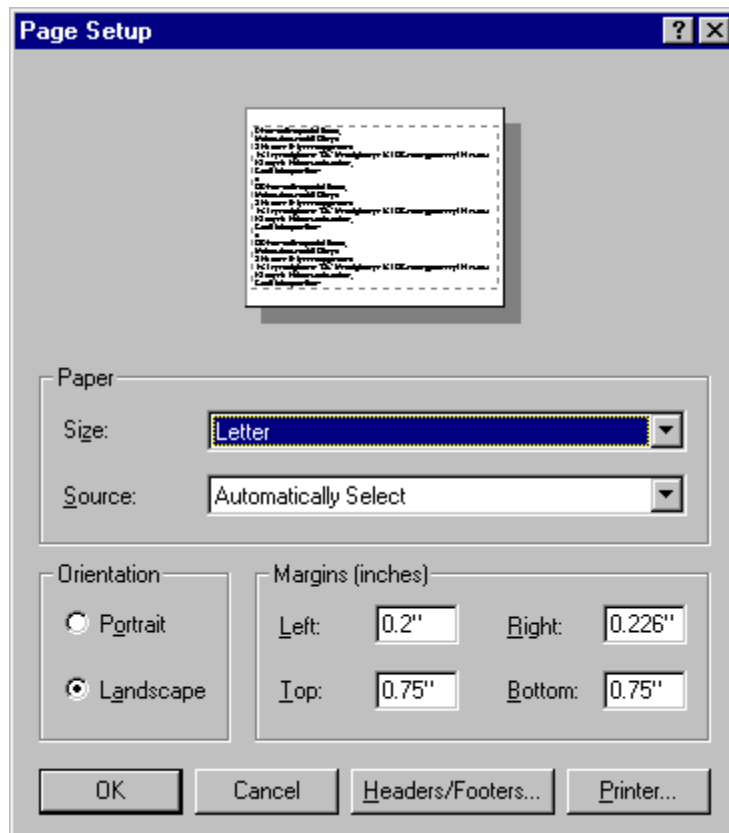 Page Setup
Paper
Size: Letter
Source: Automatically Select
Orientation Margins (inches)
Portrait Left: 0.2" Right: 0.226"
Landscape Top: 0.75" Bottom: 0.75"
OK Cancel Headers/Footers... Printer...